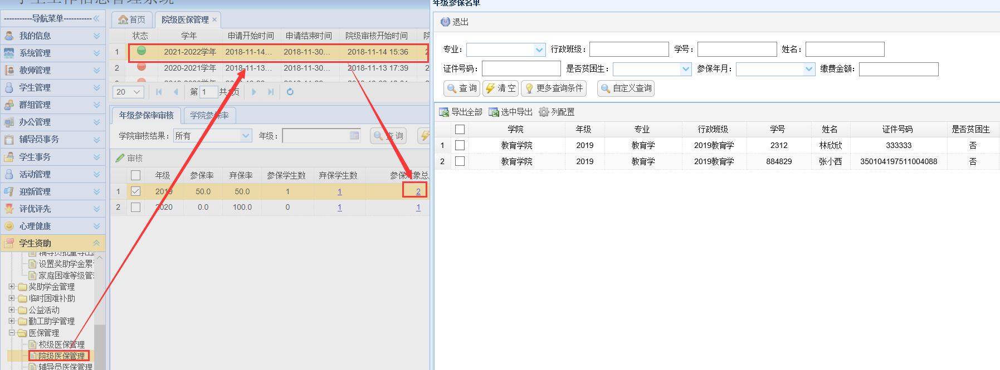 学生工作信息管理系统
-----------导航菜单-----------
我的信息
系统管理
教师管理
学生管理
群组管理
办公管理
辅导员事务
学生事务
活动管理
迎新管理
评优评先
心理健康
学生资助
设置奖助学金累
家庭困难等级管
奖助学金管理
临时困难补助
公益活动
勤工助学管理
医保管理
校级医保管理
院级医保管理
辅导员医保管理
首页 院级医保管理
状态 学年 申请开始时间 申请结束时间 院级审核开始时间 院
1 2021-2022学年 2018-11-14... 2018-11-30... 2018-11-14 15:36 2
2 2020-2021学年 2018-11-13... 2018-11-30... 2018-11-13 17:39 2
20 第 1 共 页
年级参保率审核 学院参保率
学院审核结果： 所有 年级： 查 询
审核
年级 参保率 弃保率 参保学生数 弃保学生数 参保对象总
1 2019 50.0 50.0 1 1 2
2 2020 0.0 100.0 0 1 1
年级参保名单
退出
专业： 行政班级： 学号： 姓名：
证件号码： 是否贫困生： 参保年月： 缴费金额：
查 询 清 空 更多查询条件 自定义查询
导出全部 选中导出 列配置
学院 年级 专业 行政班级 学号 姓名 证件号码 是否贫困生
1 教育学院 2019 教育学 2019教育学 2312 林欣欣 333333 否
2 教育学院 2019 教育学 2019教育学 884829 张小西 350104197511004088 否